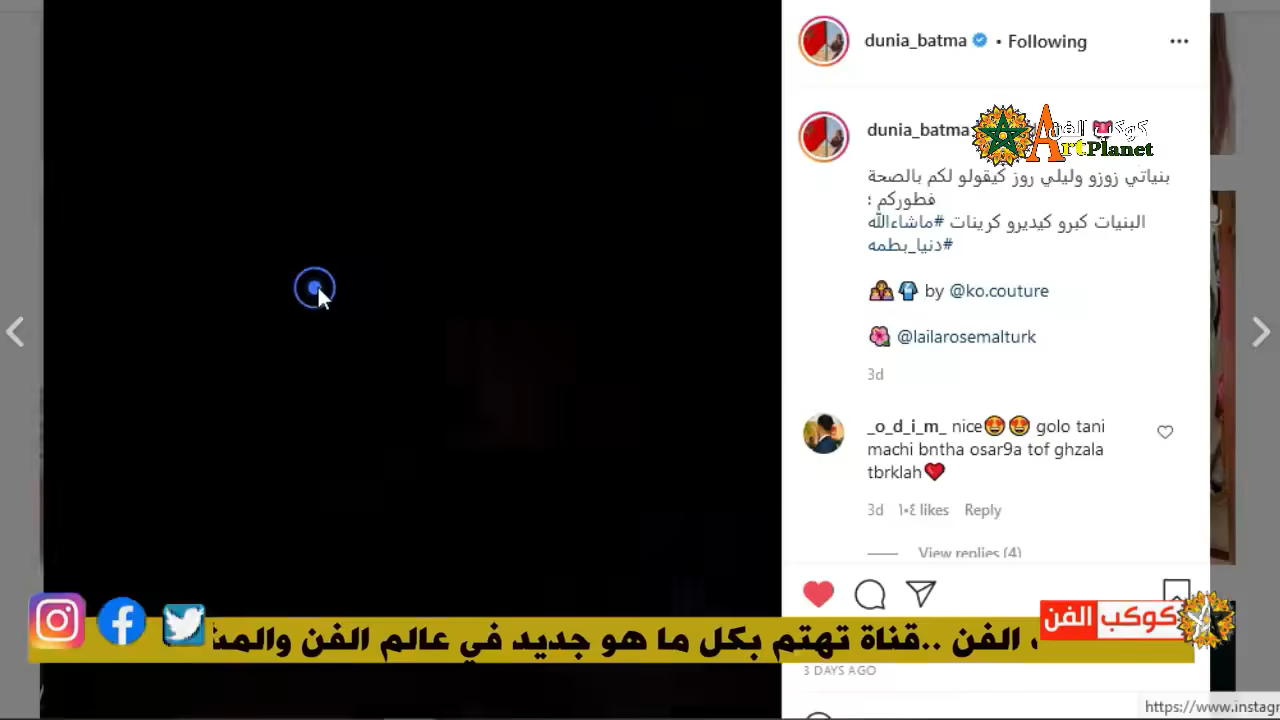 dunia_batma • Following
dunia_batma
كوكب الفن
ArtPlanet
بنياتي زوزو وليلي روز كيقولو لكم بالصحة
فطوركم ؛
البنيات كبرو كيديرو كرينات #ماشاءالله
#دنيا_بطمه
by @ko.couture
@lailarosemalturk
3d
_o_d_i_m_ nice😍😍 golo tani
machi bntha osar9a tof ghzala
tbrklah❤️
3d ١٠٤ likes Reply
View replies (4)
كوكب الفن
الفن ..قناة تهتم بكل ما هو جديد في عالم الفن
3 DAYS AGO
https://www.instagr